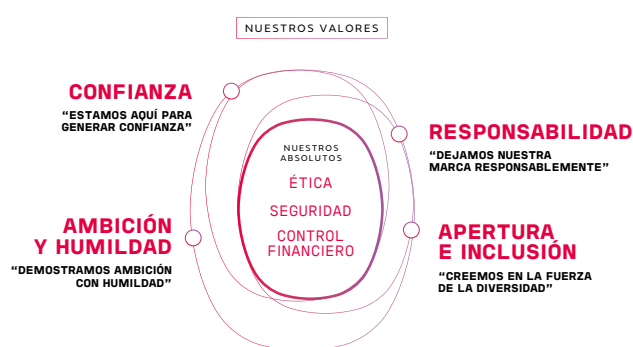 NUESTROS VALORES
CONFIANZA
“ESTAMOS AQUÍ PARA
GENERAR CONFIANZA”
RESPONSABILIDAD
“DEJAMOS NUESTRA
MARCA RESPONSABLEMENTE”
NUESTROS
ABSOLUTOS
ÉTICA
SEGURIDAD
CONTROL
FINANCIERO
AMBICIÓN
Y HUMILDAD
“DEMOSTRAMOS AMBICIÓN
CON HUMILDAD”
APERTURA
E INCLUSIÓN
“CREEMOS EN LA FUERZA
DE LA DIVERSIDAD”